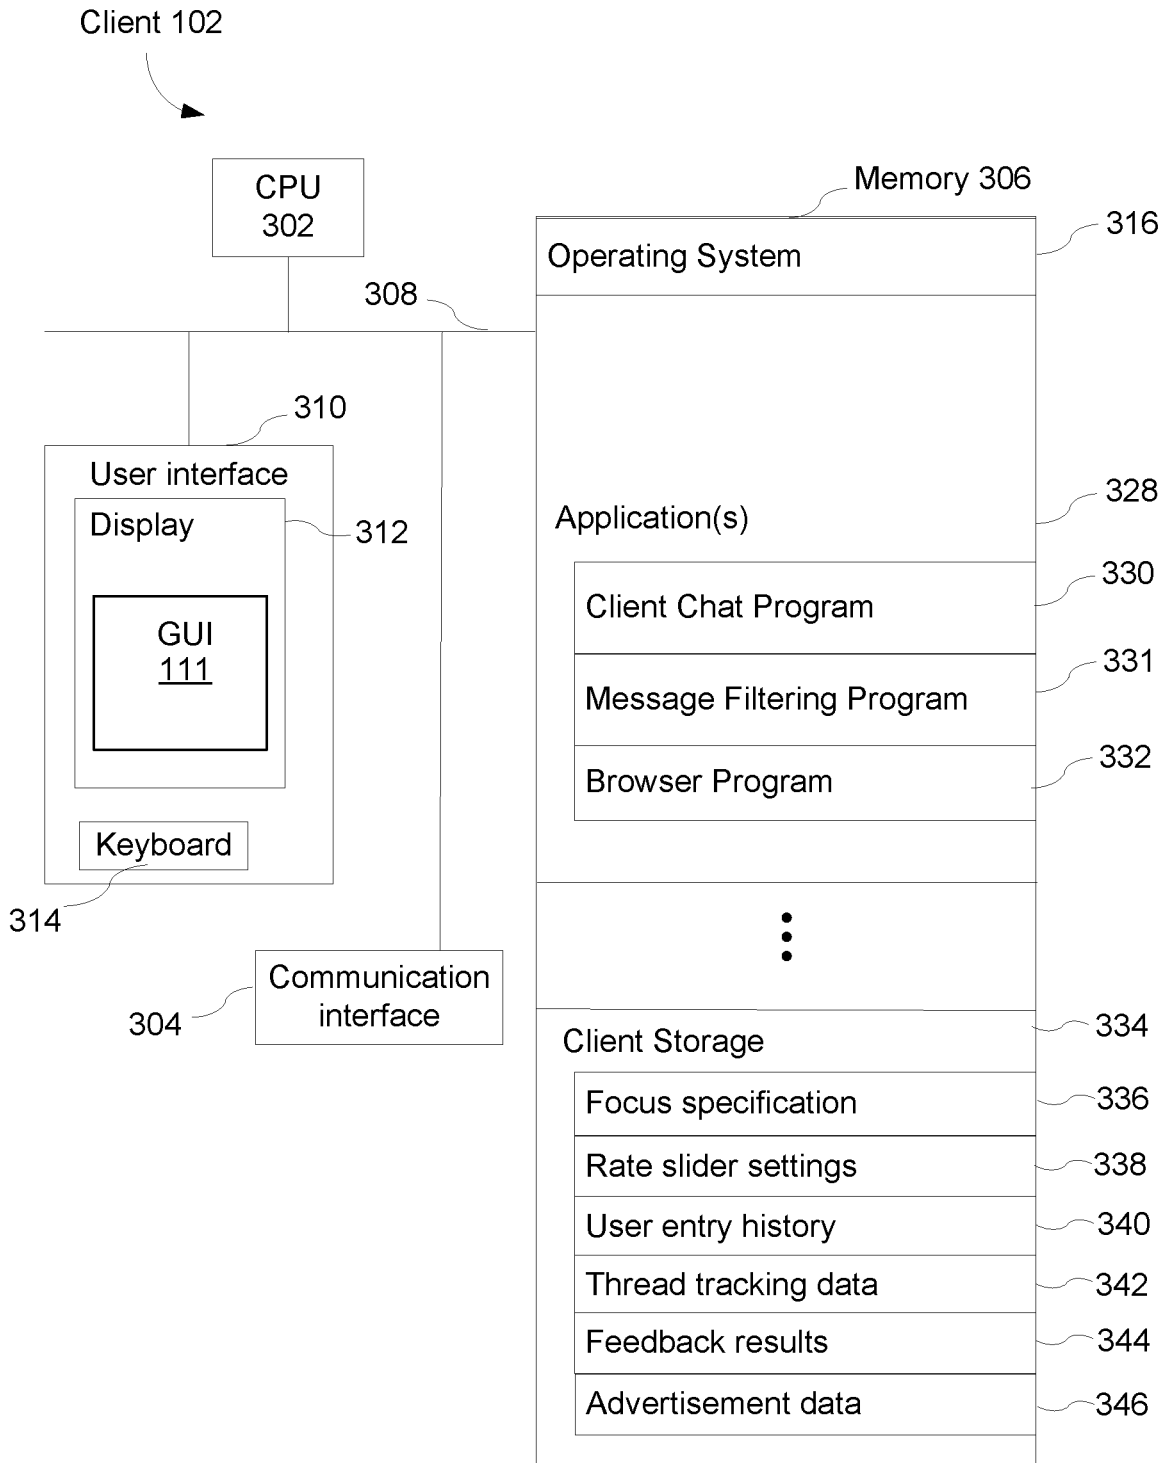 Client 102
CPU
302
Memory 306
316
Operating System
308
310
User interface
Display
312
GUI
111
Keyboard
314
Communication
interface
304
328
Application(s)
330
Client Chat Program
331
Message Filtering Program
332
Browser Program
334
Client Storage
336
Focus specification
338
Rate slider settings
340
User entry history
342
Thread tracking data
344
Feedback results
346
Advertisement data